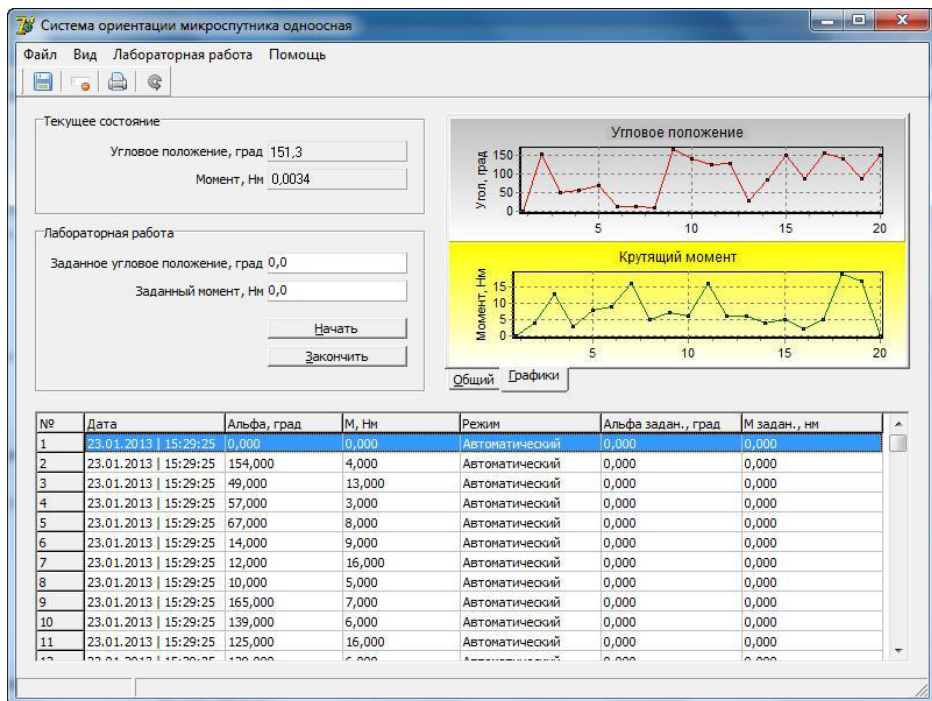 Система ориентации микроспутника одноосная
Файл Вид Лабораторная работа Помощь
Текущее состояние
Угловое положение, град 151,3
Момент, Нм 0,0034
Лабораторная работа
Заданное угловое положение, град 0,0
Заданный момент, Нм 0,0
Начать
Закончить
Угловое положение
Угол, град
150
100
50
0
5 10 15 20
Крутящий момент
Момент, Нм
15
10
5
0
5 10 15 20
Общий Графики
№ Дата Альфа, град М, Нм Режим Альфа задан., град М задан., нм
1 23.01.2013 | 15:29:25 0,000 0,000 Автоматический 0,000 0,000
2 23.01.2013 | 15:29:25 154,000 4,000 Автоматический 0,000 0,000
3 23.01.2013 | 15:29:25 49,000 13,000 Автоматический 0,000 0,000
4 23.01.2013 | 15:29:25 57,000 3,000 Автоматический 0,000 0,000
5 23.01.2013 | 15:29:25 67,000 8,000 Автоматический 0,000 0,000
6 23.01.2013 | 15:29:25 14,000 9,000 Автоматический 0,000 0,000
7 23.01.2013 | 15:29:25 12,000 16,000 Автоматический 0,000 0,000
8 23.01.2013 | 15:29:25 10,000 5,000 Автоматический 0,000 0,000
9 23.01.2013 | 15:29:25 165,000 7,000 Автоматический 0,000 0,000
10 23.01.2013 | 15:29:25 139,000 6,000 Автоматический 0,000 0,000
11 23.01.2013 | 15:29:25 125,000 16,000 Автоматический 0,000 0,000